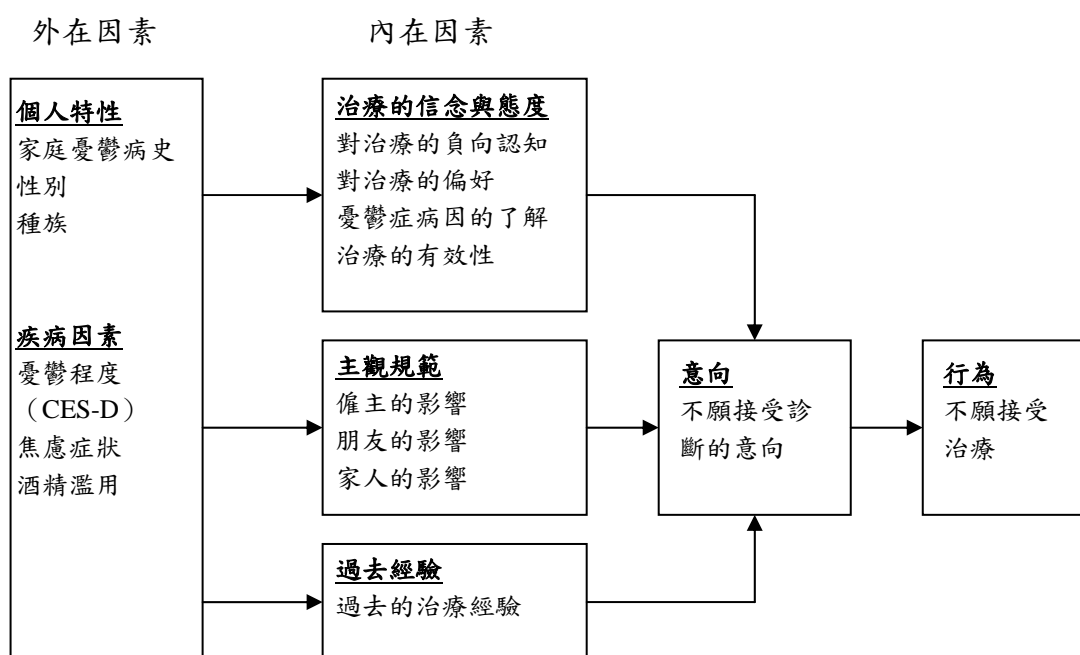 外在因素
內在因素
個人特性
家庭憂鬱病史
性別
種族
疾病因素
憂鬱程度
（CES-D）
焦慮症狀
酒精濫用
治療的信念與態度
對治療的負向認知
對治療的偏好
憂鬱症病因的了解
治療的有效性
主觀規範
僱主的影響
朋友的影響
家人的影響
過去經驗
過去的治療經驗
意向
不願接受診
斷的意向
行為
不願接受
治療